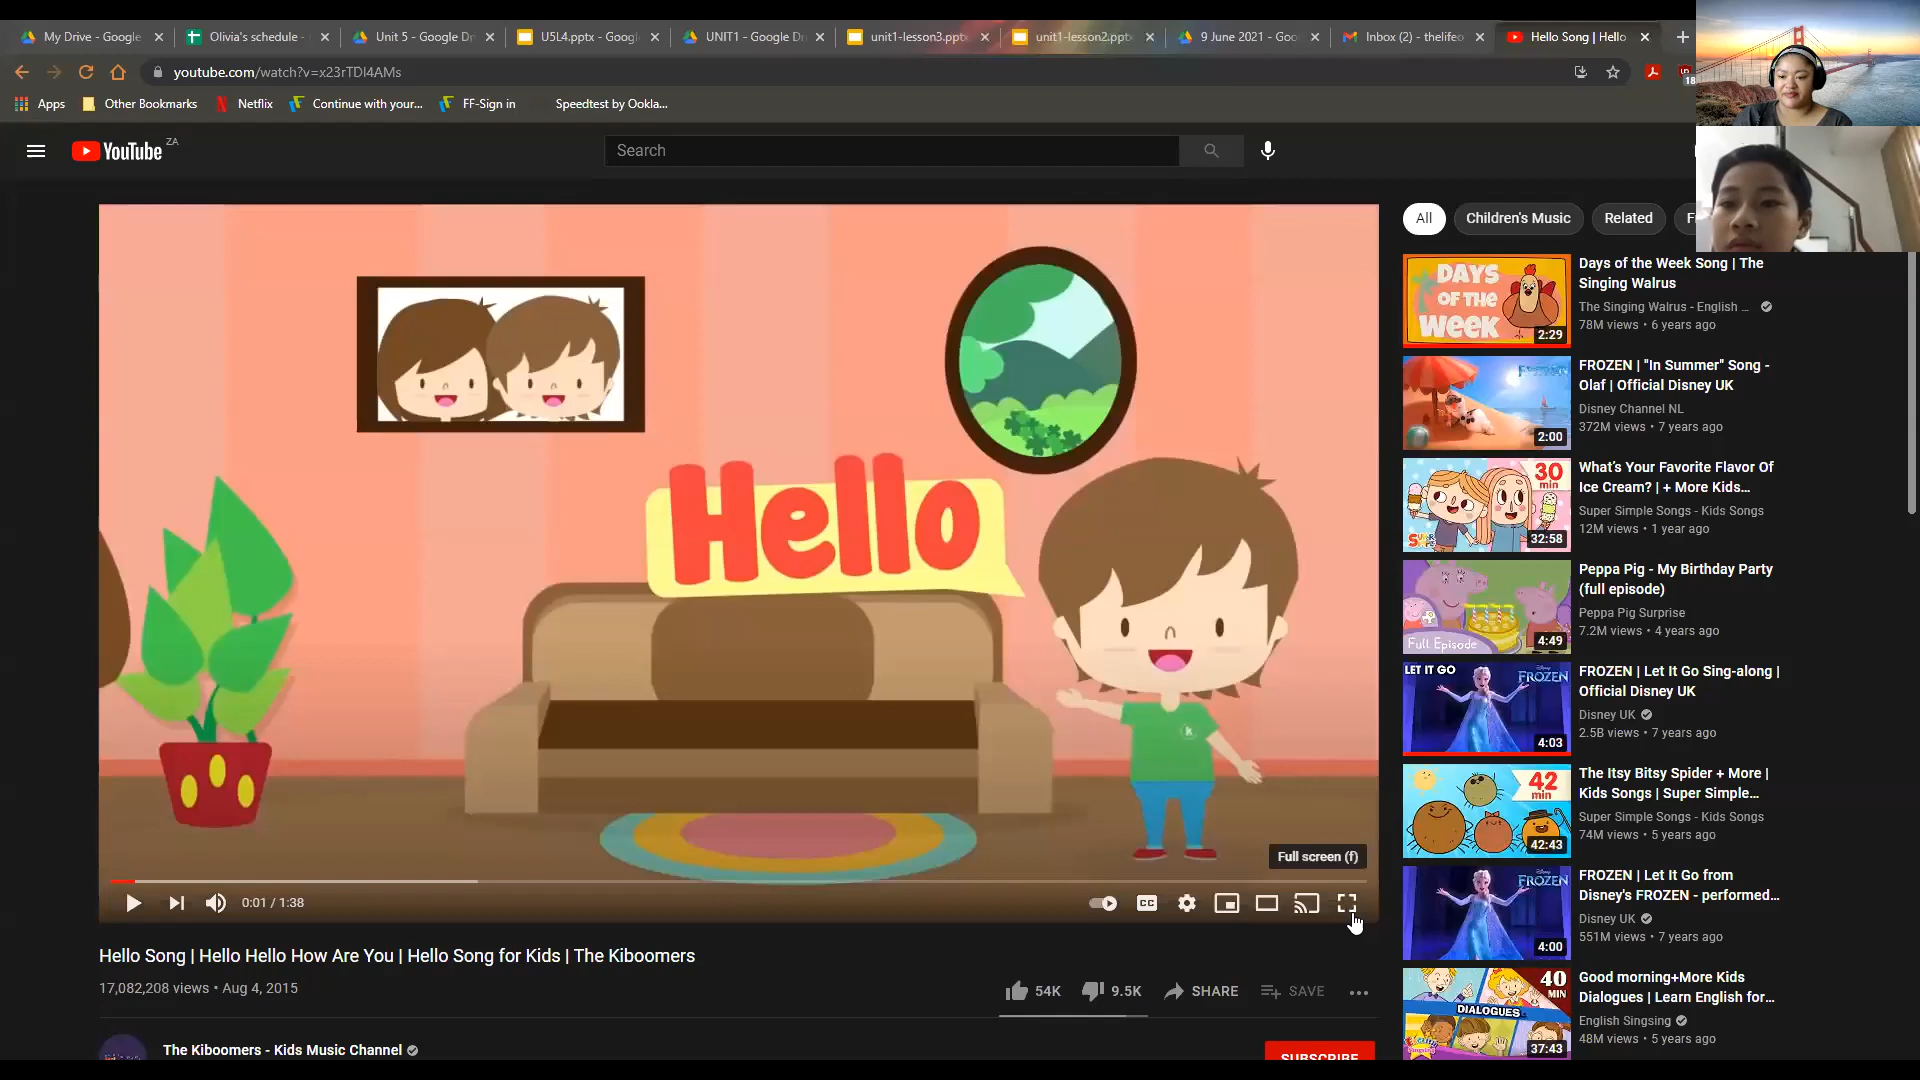 My Drive - Google
Olivia's schedule -
Unit 5 - Google Dr
U5L4.pptx - Googl
UNIT1 - Google Dr
unit1-lesson3.pptx
unit1-lesson2.pptx
9 June 2021 - Goo
Inbox (2) - thelifeo
Hello Song | Hello
youtube.com/watch?v=x23rTDl4AMs
18
Apps
Other Bookmarks
Netflix
Continue with your...
FF-Sign in
Speedtest by Ookla...
YouTube ZA
Search
Hello
k
Full screen (f)
0:01 / 1:38
CC
Hello Song | Hello Hello How Are You | Hello Song for Kids | The Kiboomers
17,082,208 views • Aug 4, 2015
54K
9.5K
SHARE
SAVE
The Kiboomers - Kids Music Channel
SUBSCRIBE
All
Children's Music
Related
F
DAYS OF THE WEEK
2:29
Days of the Week Song | The
Singing Walrus
The Singing Walrus - English ...
78M views • 6 years ago
2:00
FROZEN | "In Summer" Song -
Olaf | Official Disney UK
Disney Channel NL
372M views • 7 years ago
30
min
32:58
What's Your Favorite Flavor Of
Ice Cream? | + More Kids...
Super Simple Songs - Kids Songs
12M views • 1 year ago
Full Episode
4:49
Peppa Pig - My Birthday Party
(full episode)
Peppa Pig Surprise
7.2M views • 4 years ago
LET IT GO
FROZEN
4:03
FROZEN | Let It Go Sing-along |
Official Disney UK
Disney UK
2.5B views • 7 years ago
42
min
42:43
The Itsy Bitsy Spider + More |
Kids Songs | Super Simple...
Super Simple Songs - Kids Songs
74M views • 5 years ago
FROZEN
4:00
FROZEN | Let It Go from
Disney's FROZEN - performed...
Disney UK
551M views • 7 years ago
40
MIN
DIALOGUES
37:43
Good morning+More Kids
Dialogues | Learn English for...
English Singsing
48M views • 5 years ago